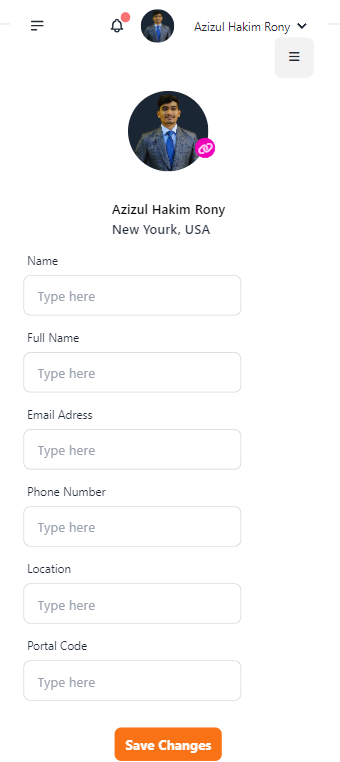 Azizul Hakim Rony
Azizul Hakim Rony
New Yourk, USA
Name
Type here
Full Name
Type here
Email Adress
Type here
Phone Number
Type here
Location
Type here
Portal Code
Type here
Save Changes